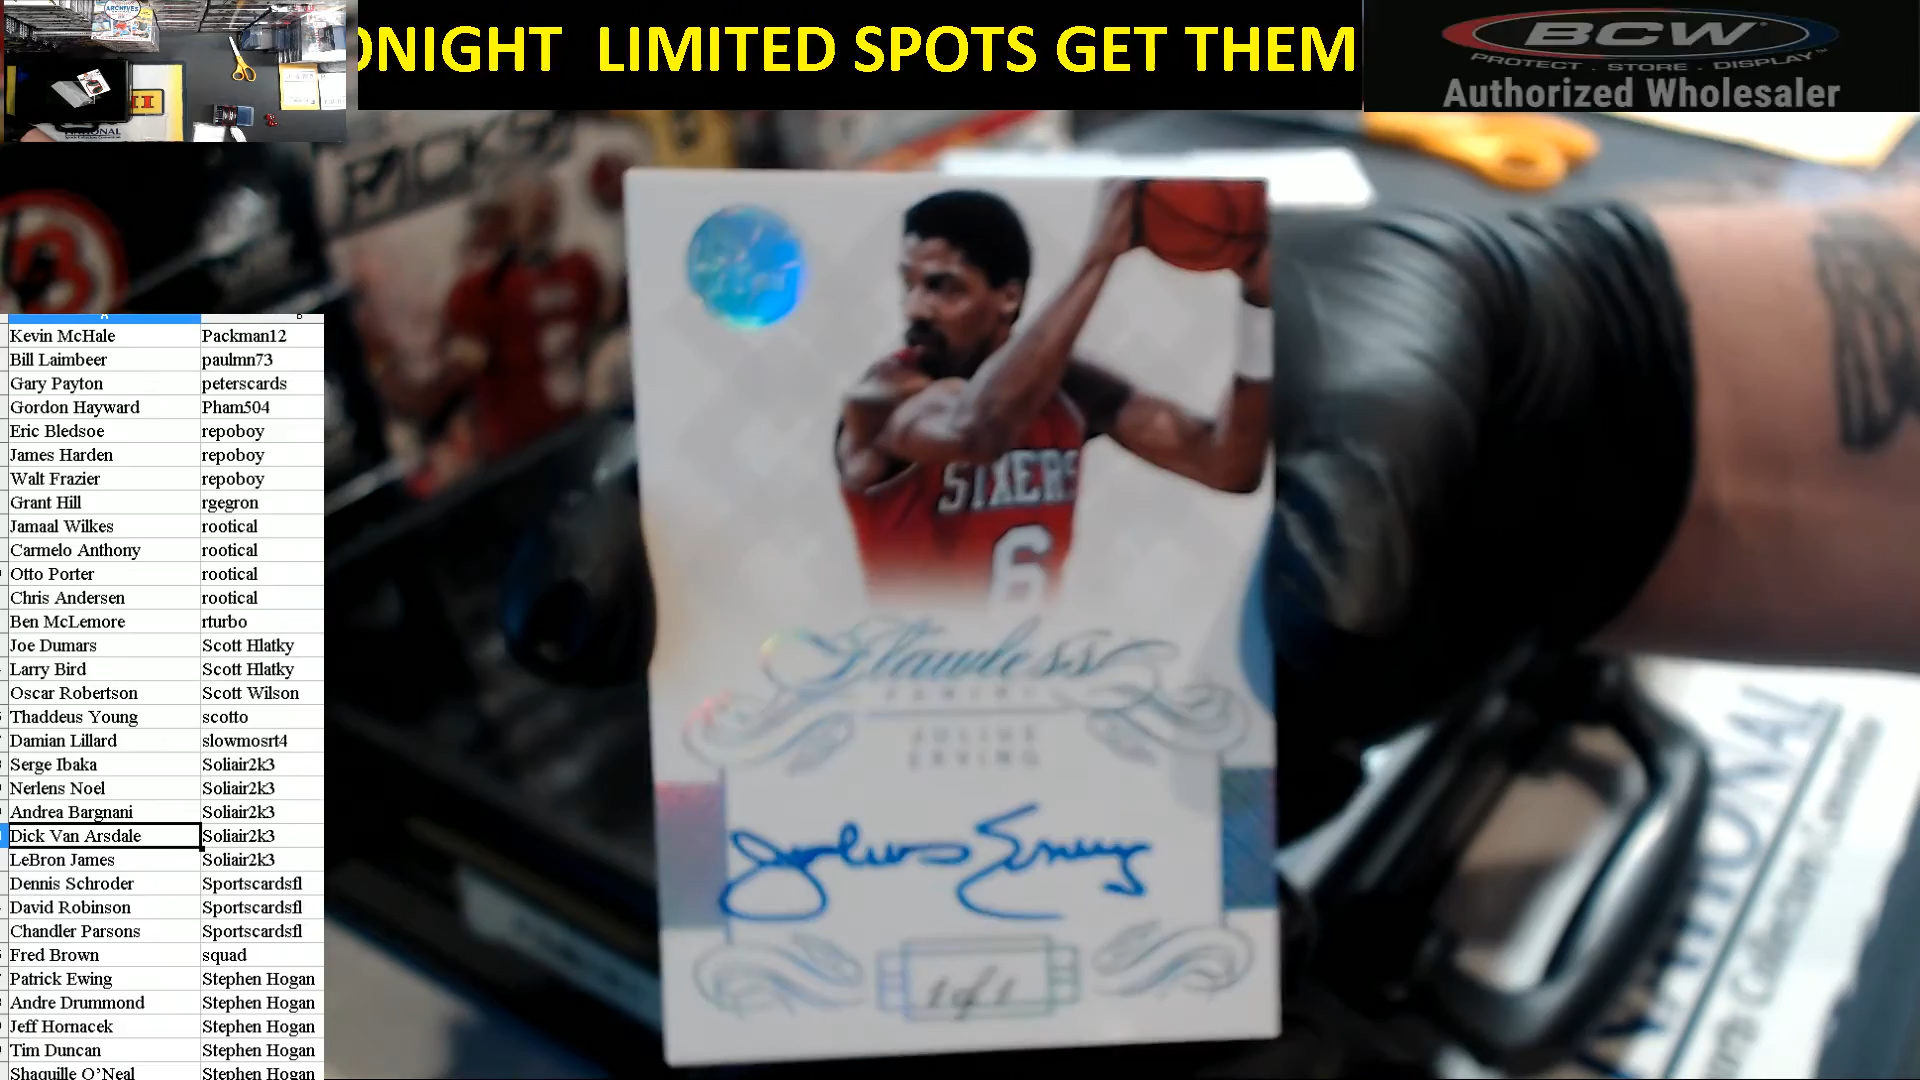 ONIGHT LIMITED SPOTS GET THEM
BCW
PROTECT . STORE . DISPLAY
Authorized Wholesaler
A B
Kevin McHale Packman12
Bill Laimbeer paulmn73
Gary Payton peterscards
Gordon Hayward Pham504
Eric Bledsoe repoboy
James Harden repoboy
Walt Frazier repoboy
Grant Hill rgegron
Jamaal Wilkes rootical
Carmelo Anthony rootical
Otto Porter rootical
Chris Andersen rootical
Ben McLemore rturbo
Joe Dumars Scott Hlatky
Larry Bird Scott Hlatky
Oscar Robertson Scott Wilson
Thaddeus Young scotto
Damian Lillard slowmosrt4
Serge Ibaka Soliair2k3
Nerlens Noel Soliair2k3
Andrea Bargnani Soliair2k3
Dick Van Arsdale Soliair2k3
LeBron James Soliair2k3
Dennis Schroder Sportscardsfl
David Robinson Sportscardsfl
Chandler Parsons Sportscardsfl
Fred Brown squad
Patrick Ewing Stephen Hogan
Andre Drummond Stephen Hogan
Jeff Hornacek Stephen Hogan
Tim Duncan Stephen Hogan
Shaquille O'Neal Stephen Hogan
SIXERS
6
Flawless
PANINI
JULIUS
ERVING
Julius Erving
1 of 1
NATIONAL